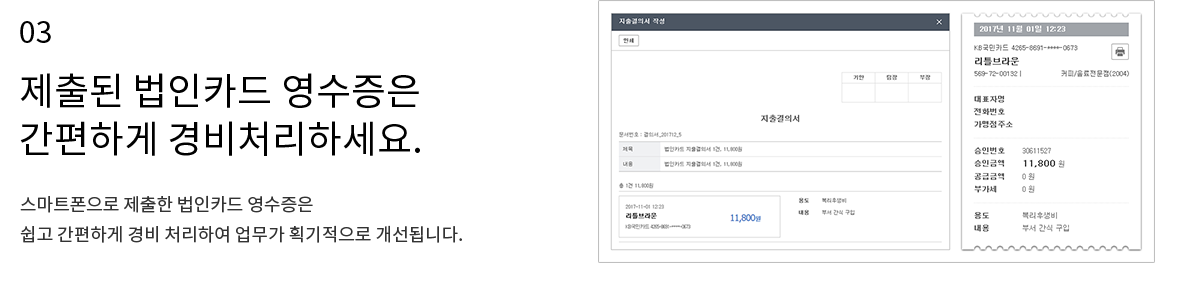 03
제출된 법인카드 영수증은
간편하게 경비처리하세요.
스마트폰으로 제출한 법인카드 영수증은
쉽고 간편하게 경비 처리하여 업무가 획기적으로 개선됩니다.
지출결의서 작성
인쇄
기안 팀장 부장
지출결의서
문서번호 : 결의서_201712_5
제목 법인카드 지출결의서 1건, 11,800원
내용 법인카드 지출결의서 1건, 11,800원
총 1건 11,800원
2017-11-01 12:23
리틀브라운 11,800원
KB국민카드 4265-8691-****-0673
용도 복리후생비
내용 부서 간식 구입
2017년 11월 01일 12:23
KB국민카드 4265-8691-****-0673
리틀브라운
569-72-00132 | 커피/음료전문점(2004)
대표자명
전화번호
가맹점주소
승인번호 30611527
승인금액 11,800 원
공급금액 0 원
부가세 0 원
용도 복리후생비
내용 부서 간식 구입